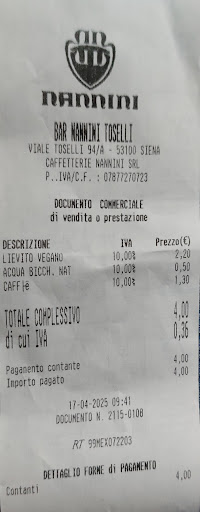 NANNINI
BAR NANNINI TOSELLI
VIALE TOSELLI 94/A - 53100 SIENA
CAFFETTERIE NANNINI SRL
P..IVA/C.F. : 07877270723
DOCUMENTO COMMERCIALE
di vendita o prestazione
DESCRIZIONE IVA Prezzo(€)
LIEVITO VEGANO 10,00% 2,20
ACQUA BICCH. NAT 10,00% 0,50
CAFFjé 10,00% 1,30
TOTALE COMPLESSIVO 4,00
di cui IVA 0,36
Pagamento contante 4,00
Importo pagato 4,00
17-04-2025 09:41
DOCUMENTO N. 2115-0108
RT 99MEX072203
DETTAGLIO FORME di PAGAMENTO
Contanti 4,00